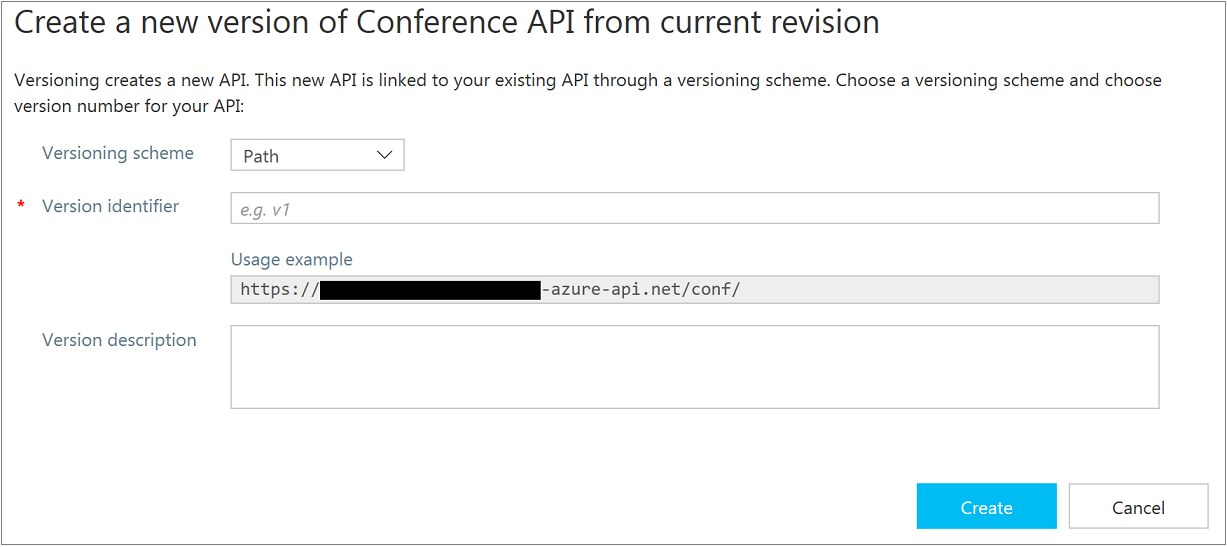 Create a new version of Conference API from current revision
Versioning creates a new API. This new API is linked to your existing API through a versioning scheme. Choose a versioning scheme and choose
version number for your API:
Versioning scheme
Path
* Version identifier
e.g. v1
Usage example
https:// -azure-api.net/conf/
Version description
Create
Cancel